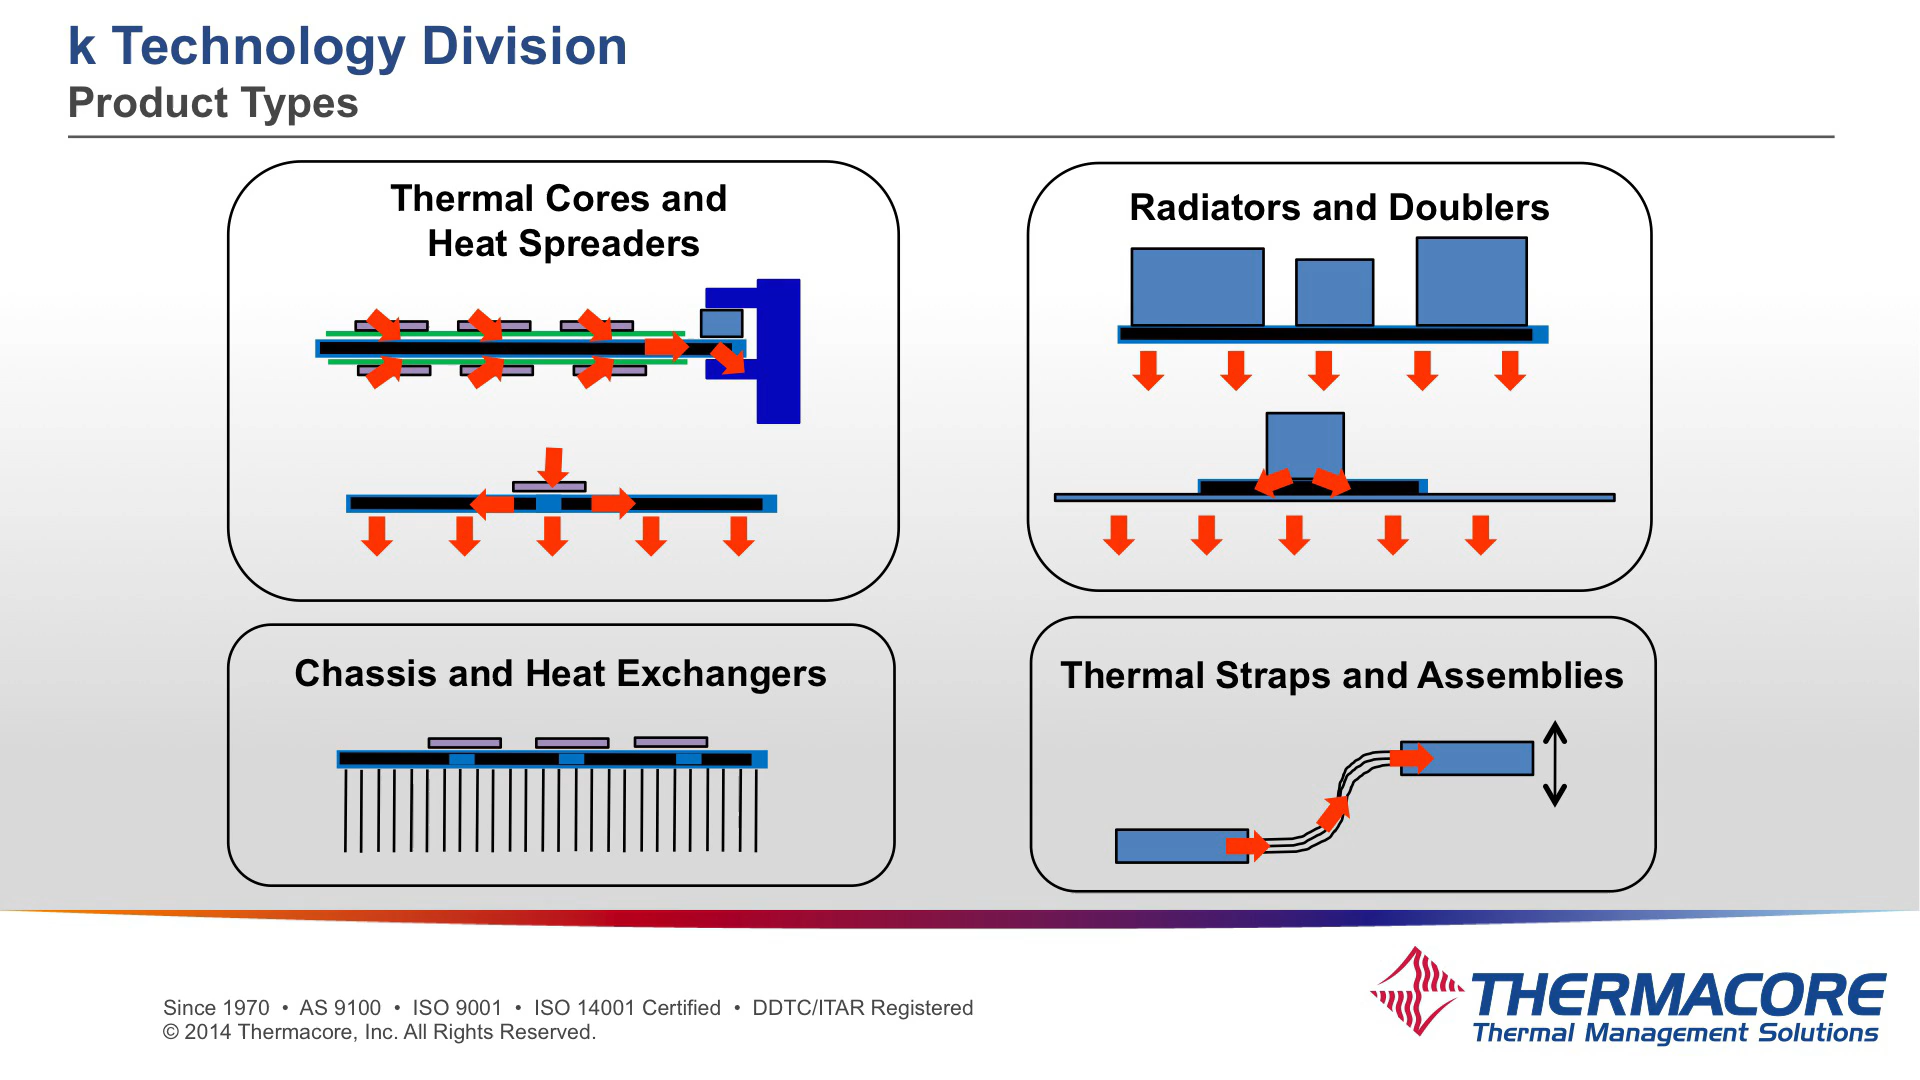 k Technology Division
Product Types
Thermal Cores and
Heat Spreaders
Radiators and Doublers
Chassis and Heat Exchangers
Thermal Straps and Assemblies
Since 1970 • AS 9100 • ISO 9001 • ISO 14001 Certified • DDTC/ITAR Registered
© 2014 Thermacore, Inc. All Rights Reserved.
THERMACORE
Thermal Management Solutions